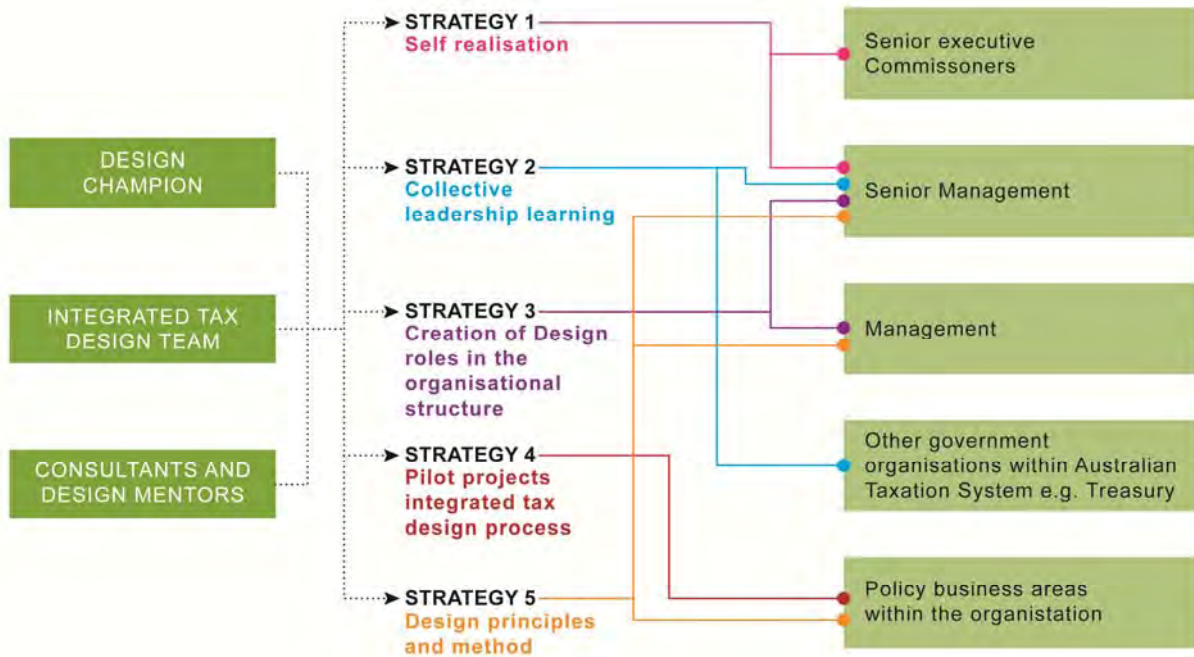 DESIGN
CHAMPION
INTEGRATED TAX
DESIGN TEAM
CONSULTANTS AND
DESIGN MENTORS
STRATEGY 1
Self realisation
STRATEGY 2
Collective
leadership learning
STRATEGY 3
Creation of Design
roles in the
organisational
structure
STRATEGY 4
Pilot projects
integrated tax
design process
STRATEGY 5
Design principles
and method
Senior executive
Commissoners
Senior Management
Management
Other government
organisations within Australian
Taxation System e.g. Treasury
Policy business areas
within the organistation